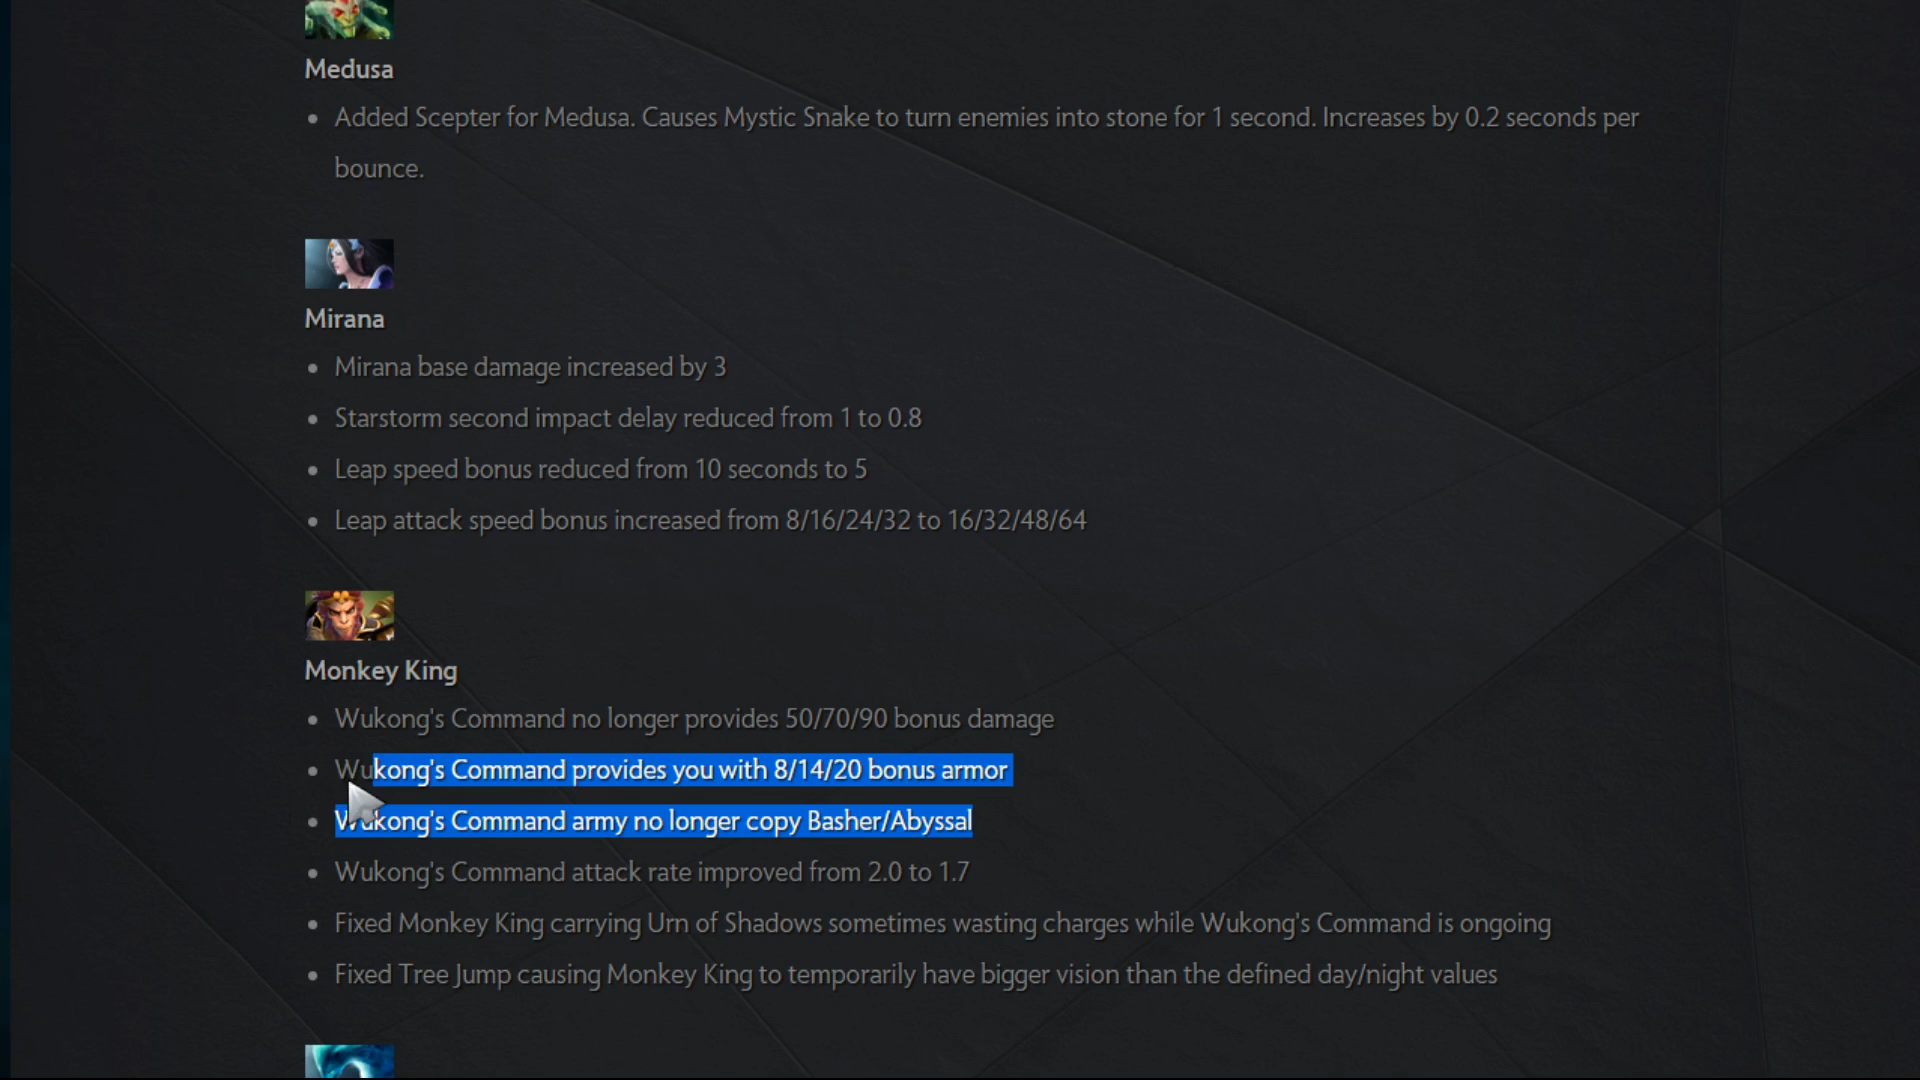 Medusa
Added Scepter for Medusa. Causes Mystic Snake to turn enemies into stone for 1 second. Increases by 0.2 seconds per
bounce.
Mirana
Mirana base damage increased by 3
Starstorm second impact delay reduced from 1 to 0.8
Leap speed bonus reduced from 10 seconds to 5
Leap attack speed bonus increased from 8/16/24/32 to 16/32/48/64
Monkey King
Wukong's Command no longer provides 50/70/90 bonus damage
Wukong's Command provides you with 8/14/20 bonus armor
Wukong's Command army no longer copy Basher/Abyssal
Wukong's Command attack rate improved from 2.0 to 1.7
Fixed Monkey King carrying Urn of Shadows sometimes wasting charges while Wukong's Command is ongoing
Fixed Tree Jump causing Monkey King to temporarily have bigger vision than the defined day/night values